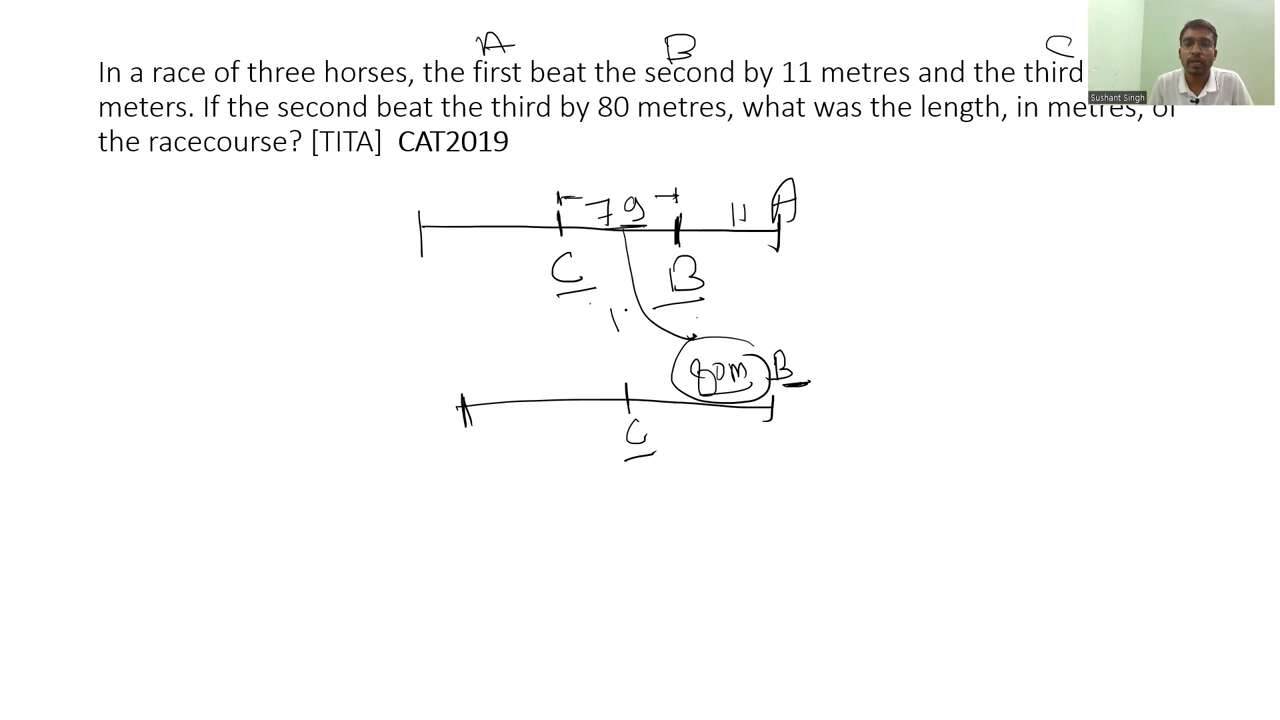 A B C
In a race of three horses, the first beat the second by 11 metres and the third
meters. If the second beat the third by 80 metres, what was the length, in metres, of
the racecourse? [TITA] CAT2019
Sushant Singh
79 11 A
C B
80m B
C